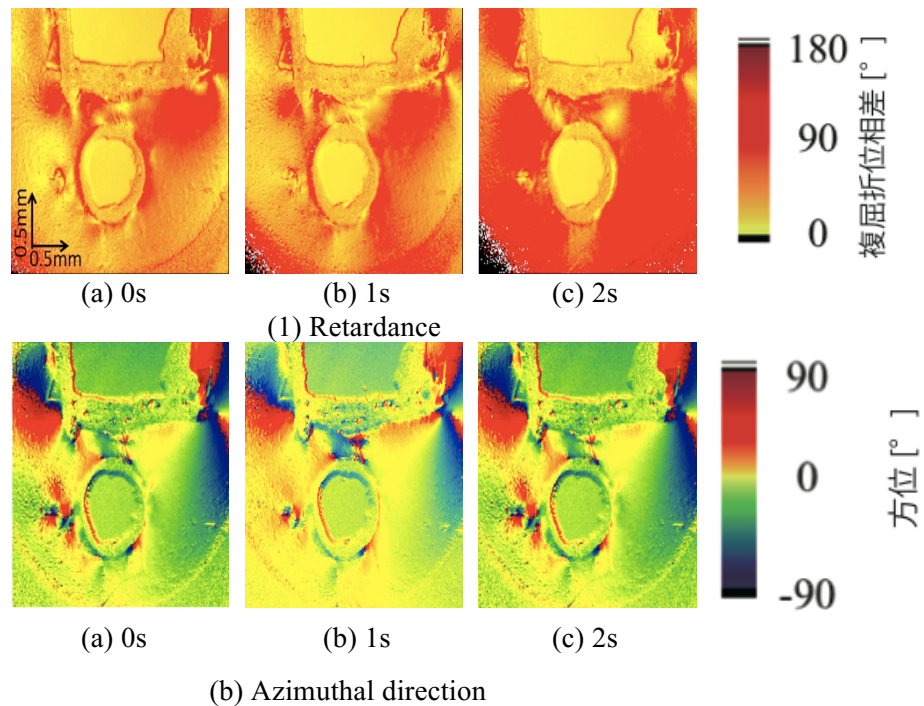 180
90
0
複屈折位相差 [°]
0.5mm
0.5mm
(a) 0s
(b) 1s
(c) 2s
(1) Retardance
90
0
-90
方位 [°]
(a) 0s
(b) 1s
(c) 2s
(b) Azimuthal direction